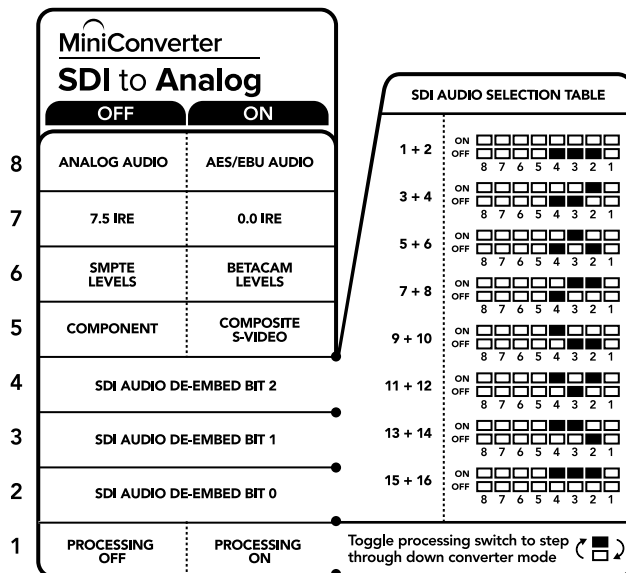 MiniConverter
SDI to Analog
OFF ON
8 ANALOG AUDIO AES/EBU AUDIO
7 7.5 IRE 0.0 IRE
6 SMPTE LEVELS BETACAM LEVELS
5 COMPONENT COMPOSITE S-VIDEO
4 SDI AUDIO DE-EMBED BIT 2
3 SDI AUDIO DE-EMBED BIT 1
2 SDI AUDIO DE-EMBED BIT 0
1 PROCESSING OFF PROCESSING ON
SDI AUDIO SELECTION TABLE
1 + 2 ON
OFF
8 7 6 5 4 3 2 1
3 + 4 ON
OFF
8 7 6 5 4 3 2 1
5 + 6 ON
OFF
8 7 6 5 4 3 2 1
7 + 8 ON
OFF
8 7 6 5 4 3 2 1
9 + 10 ON
OFF
8 7 6 5 4 3 2 1
11 + 12 ON
OFF
8 7 6 5 4 3 2 1
13 + 14 ON
OFF
8 7 6 5 4 3 2 1
15 + 16 ON
OFF
8 7 6 5 4 3 2 1
Toggle processing switch to step
through down converter mode